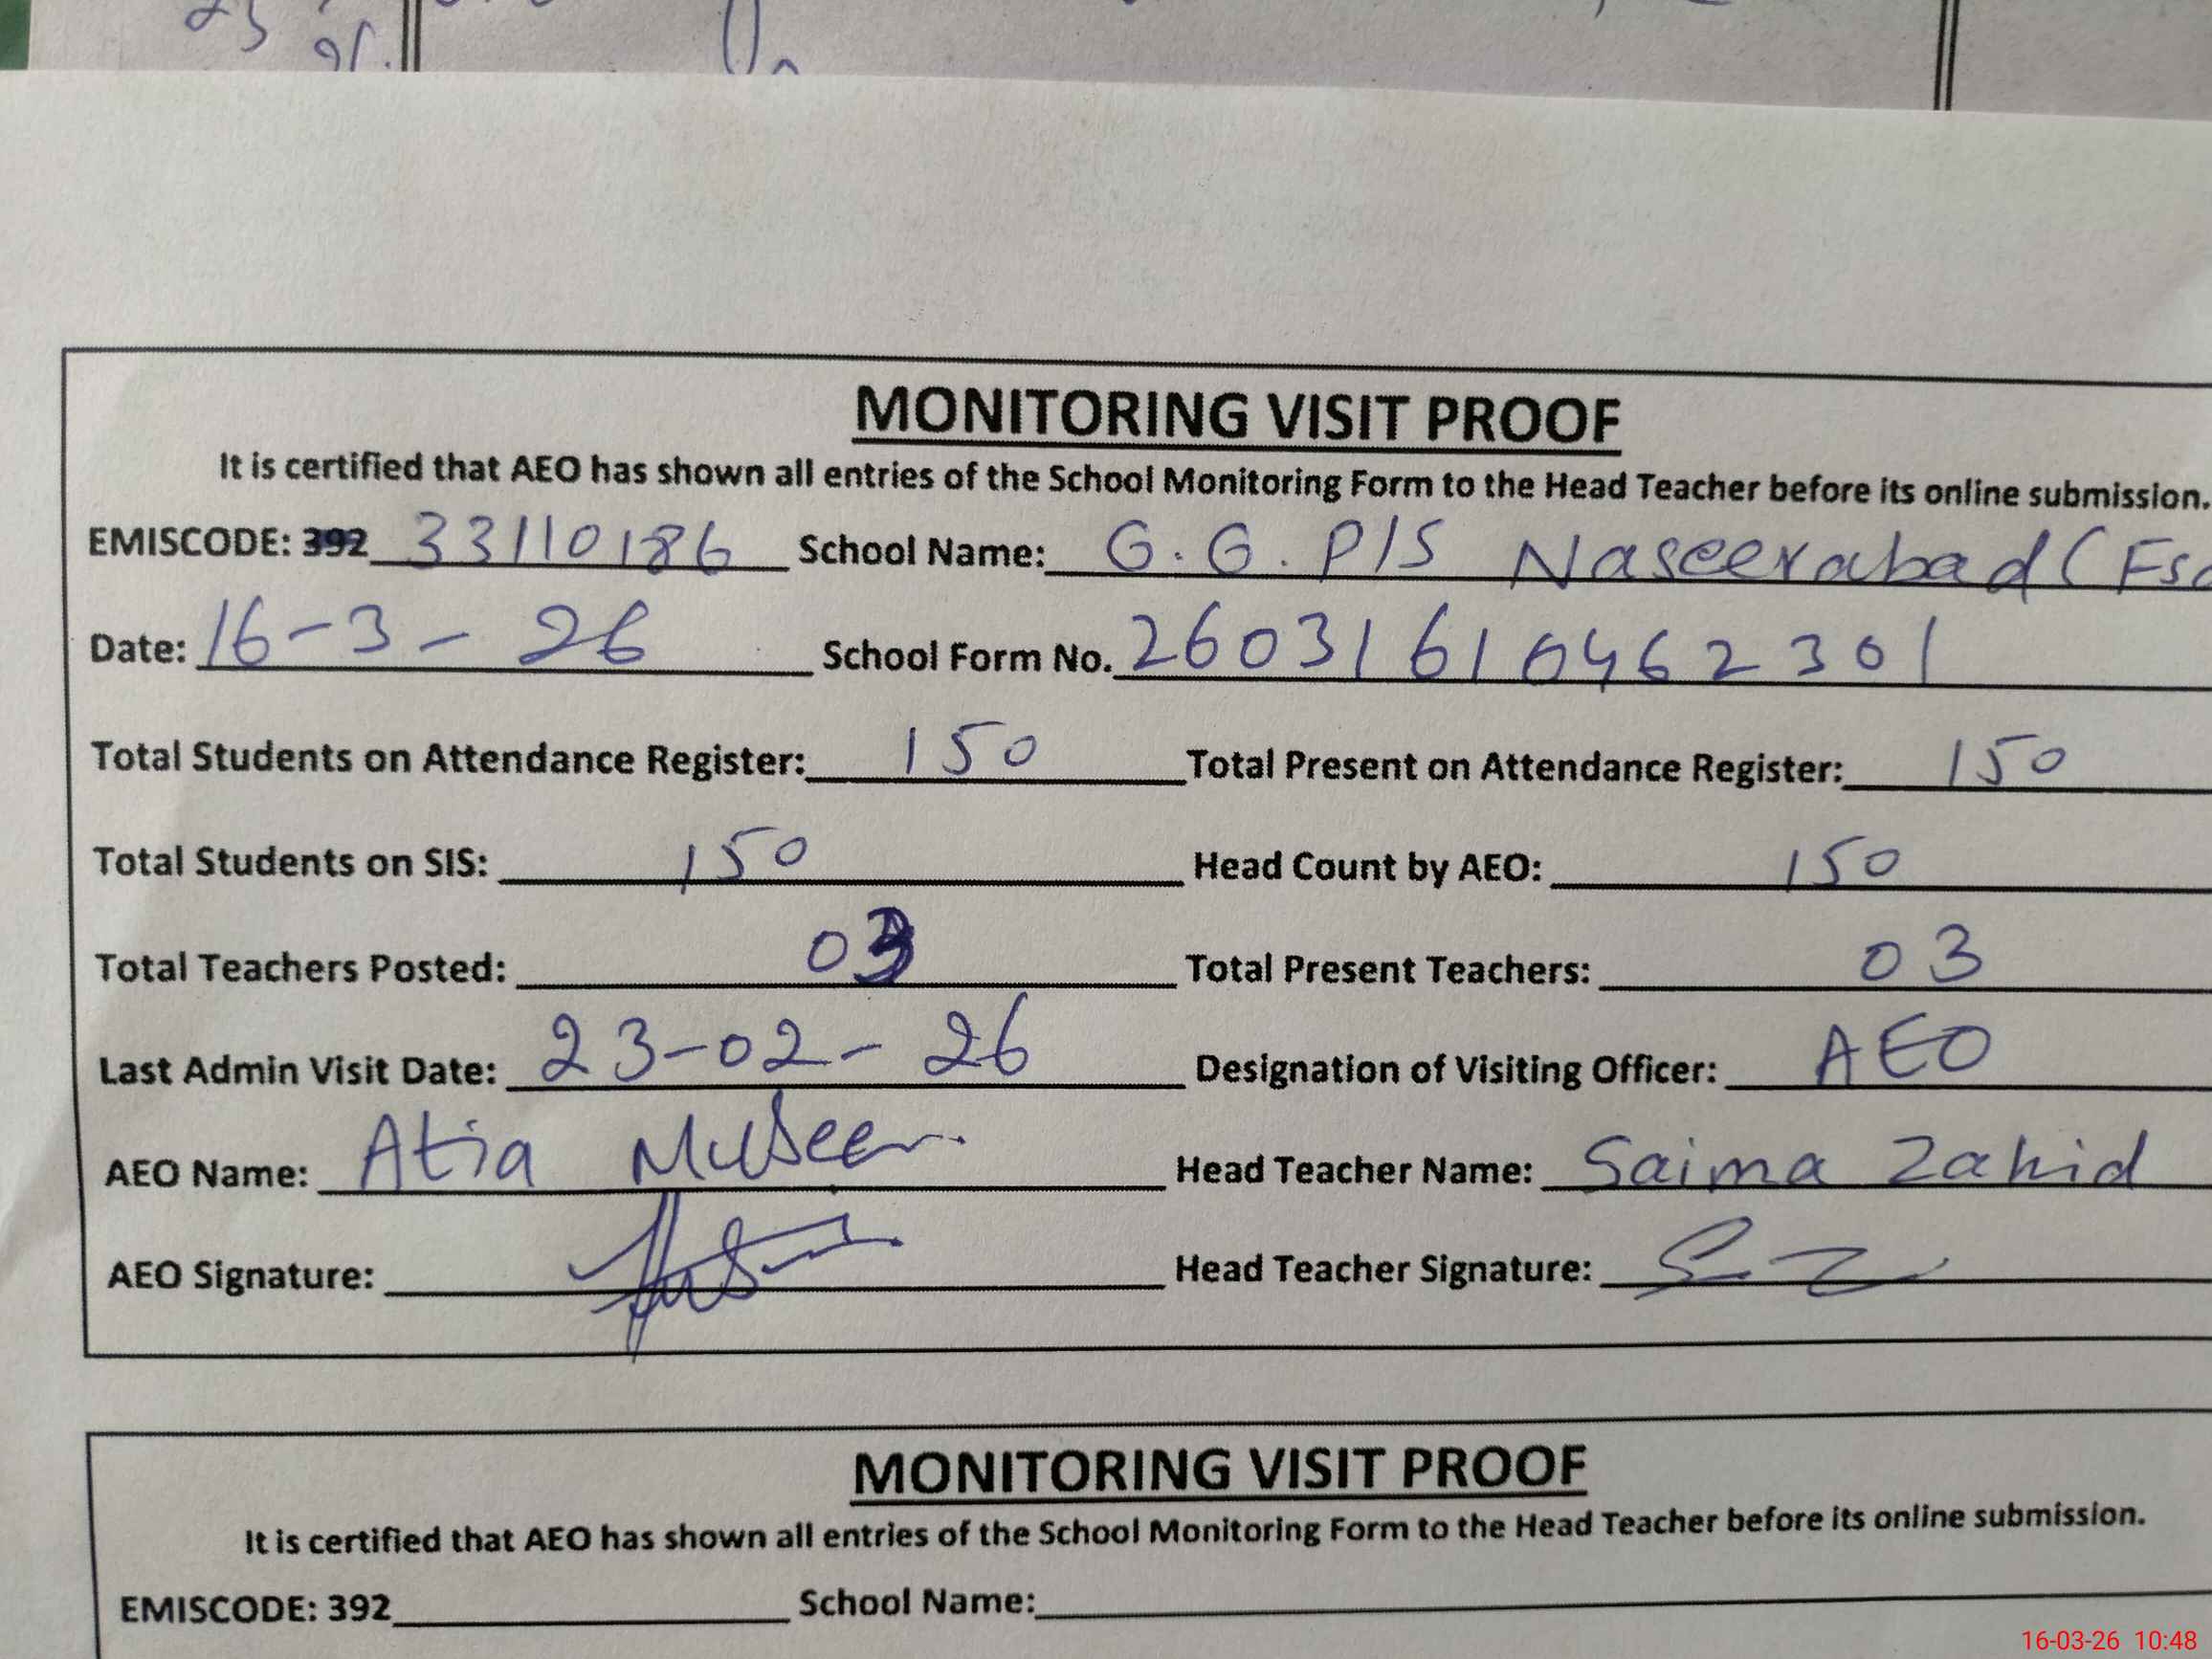 MONITORING VISIT PROOF
It is certified that AEO has shown all entries of the School Monitoring Form to the Head Teacher before its online submission.
EMISCODE: 392 33110186 School Name: G.G.P/S Naseerabad (Fsd
Date: 16-3-26 School Form No. 26031610462301
Total Students on Attendance Register: 150 Total Present on Attendance Register: 150
Total Students on SIS: 150 Head Count by AEO: 150
Total Teachers Posted: 03 Total Present Teachers: 03
Last Admin Visit Date: 23-02-26 Designation of Visiting Officer: AEO
AEO Name: Atia Head Teacher Name: Saima Zahid
AEO Signature: Head Teacher Signature: SZ
MONITORING VISIT PROOF
It is certified that AEO has shown all entries of the School Monitoring Form to the Head Teacher before its online submission.
EMISCODE: 392 School Name:
16-03-26 10:48